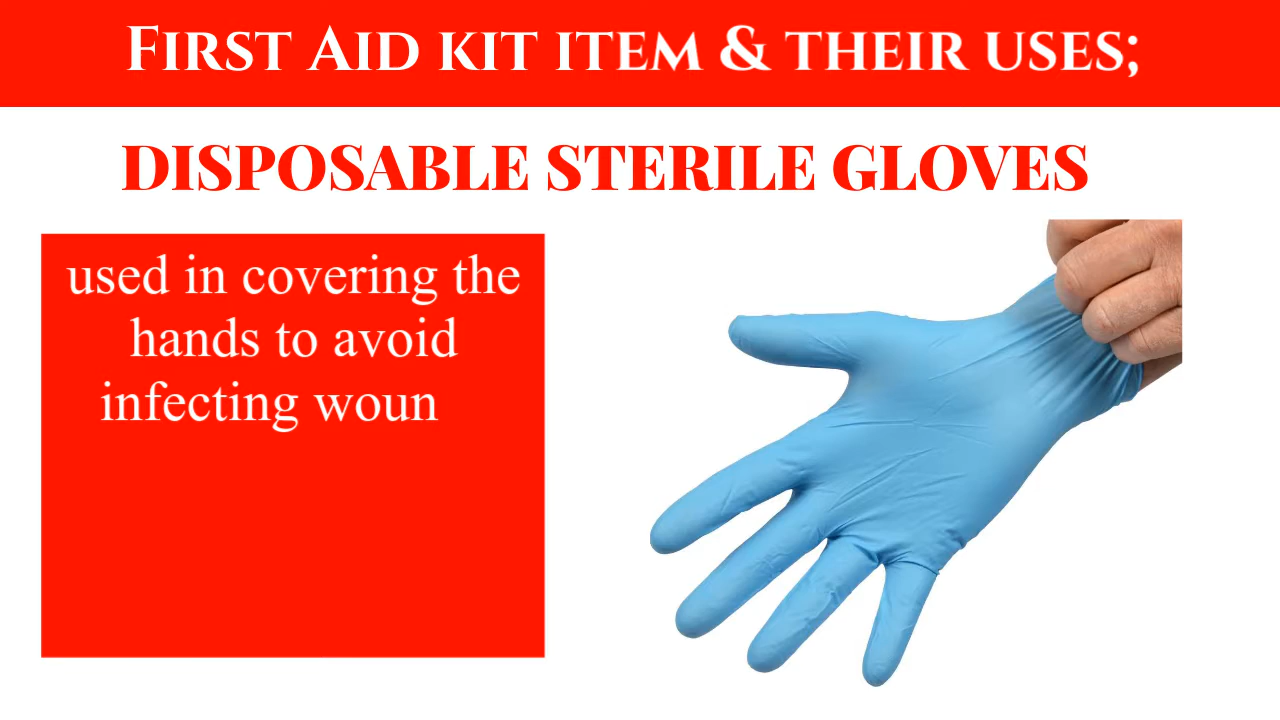 First Aid kit item & their uses;
DISPOSABLE STERILE GLOVES
used in covering the
hands to avoid
infecting woun